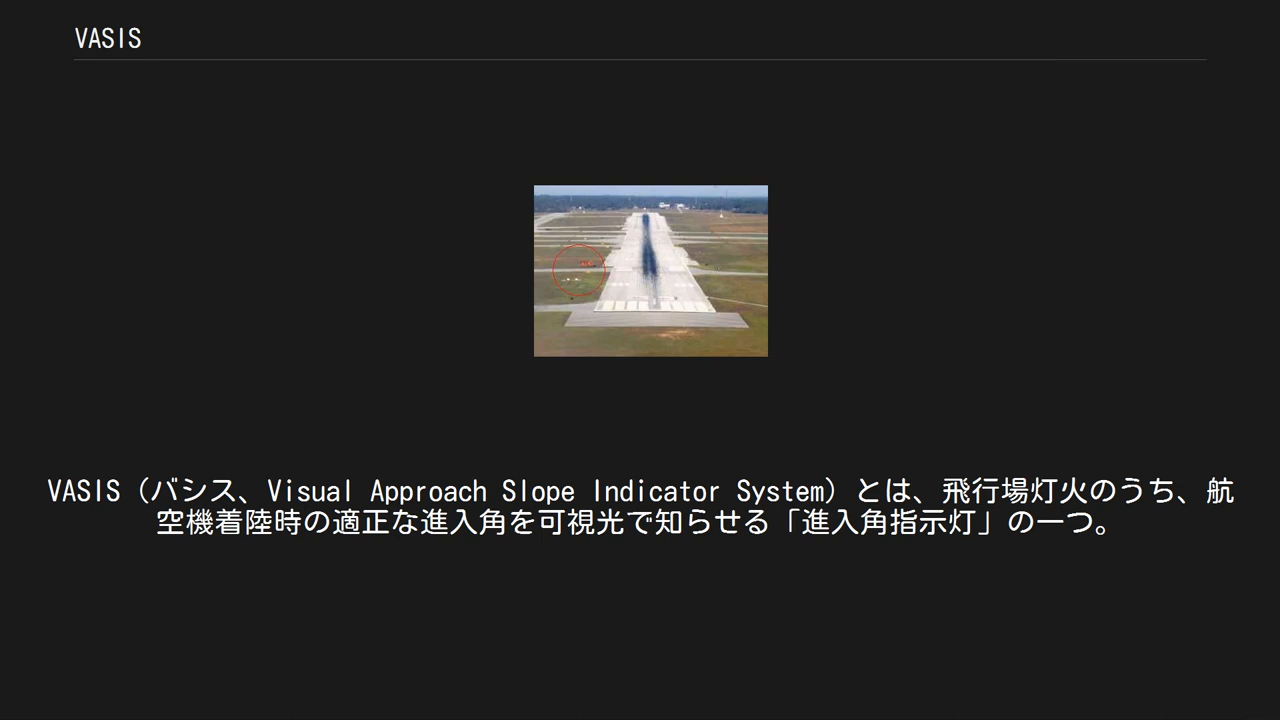 VASIS
VASIS（バシス、Visual Approach Slope Indicator System）とは、飛行場灯火のうち、航
空機着陸時の適正な進入角を可視光で知らせる「進入角指示灯」の一つ。